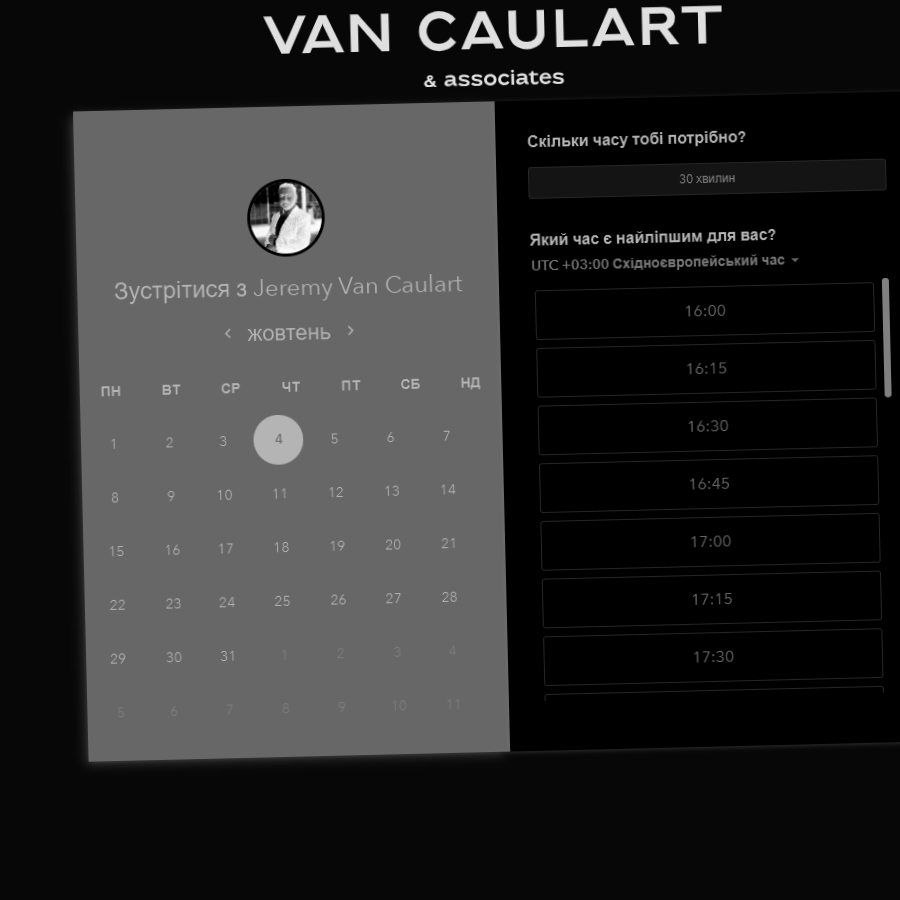 VAN CAULART
& associates
Зустрітися з Jeremy Van Caulart
‹ жовтень ›
ПН ВТ СР ЧТ ПТ СБ НД
1 2 3 4 5 6 7
8 9 10 11 12 13 14
15 16 17 18 19 20 21
22 23 24 25 26 27 28
29 30 31 1 2 3 4
5 6 7 8 9 10 11
Скільки часу тобі потрібно?
30 хвилин
Який час є найліпшим для вас?
UTC +03:00 Східноєвропейський час
16:00
16:15
16:30
16:45
17:00
17:15
17:30